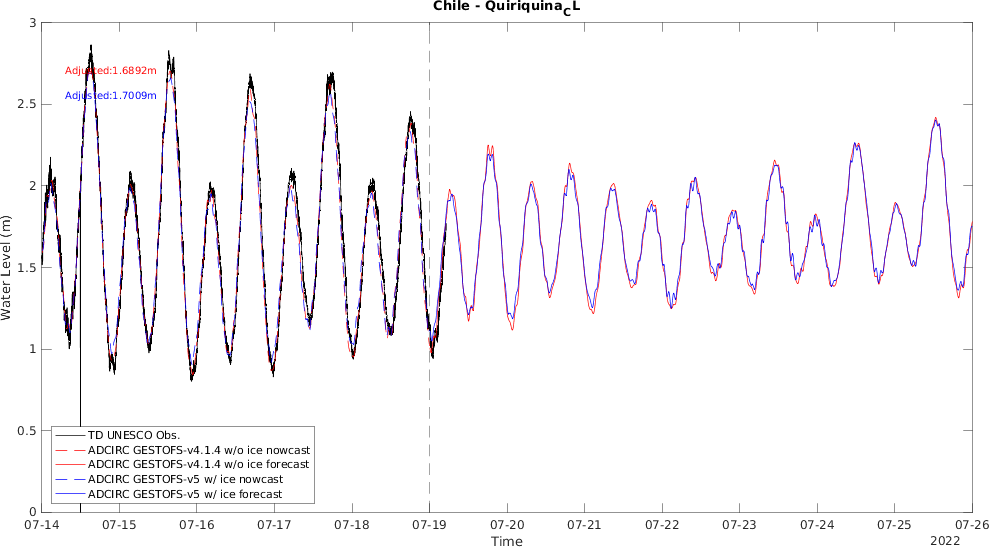 Chile - Quiriquina_CL
3
2.5
2
1.5
1
0.5
0
Water Level (m)
Adjusted:1.6892m
Adjusted:1.7009m
TD UNESCO Obs.
ADCIRC GESTOFS-v4.1.4 w/o ice nowcast
ADCIRC GESTOFS-v4.1.4 w/o ice forecast
ADCIRC GESTOFS-v5 w/ ice nowcast
ADCIRC GESTOFS-v5 w/ ice forecast
07-14 07-15 07-16 07-17 07-18 07-19 07-20 07-21 07-22 07-23 07-24 07-25 07-26
Time
2022